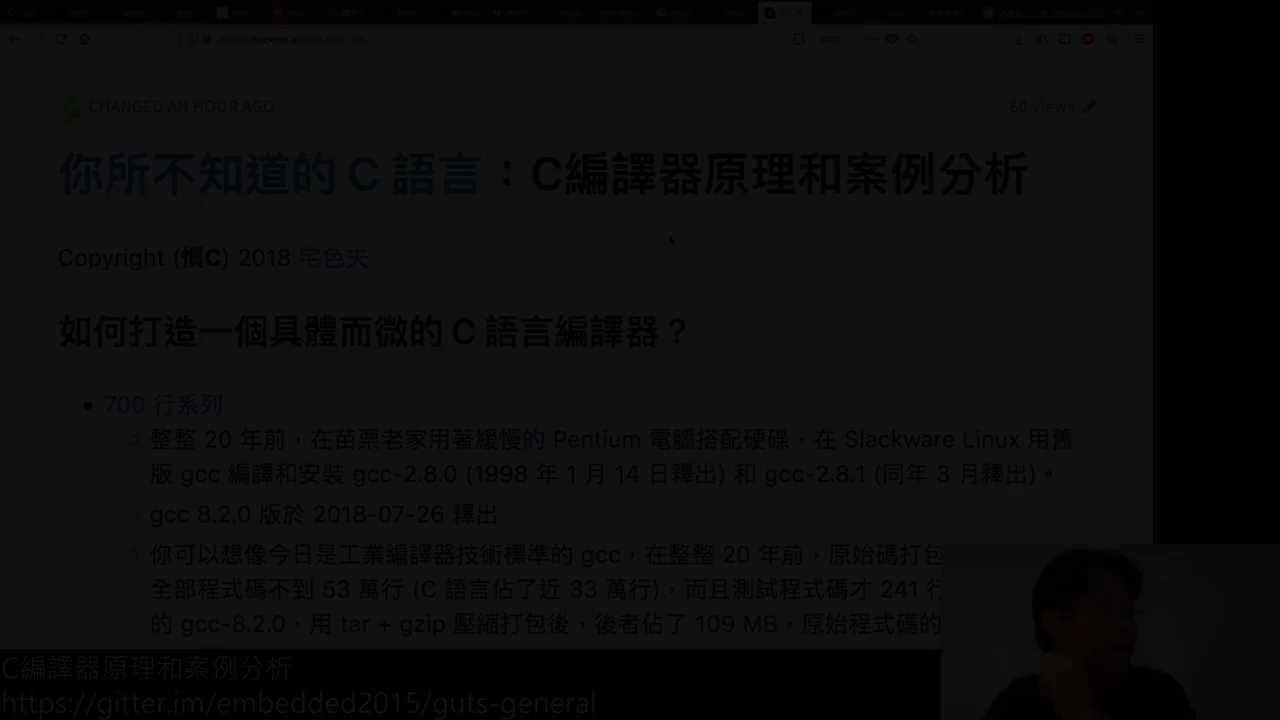 CHANGED AN HOUR AGO
60 views
你所不知道的 C 語言：C編譯器原理和案例分析
Copyright (慣C) 2018 宅色夫
如何打造一個具體而微的 C 語言編譯器？
700 行系列
整整 20 年前，在苗栗老家用著緩慢的 Pentium 電腦搭配硬碟，在 Slackware Linux 用舊
版 gcc 編譯和安裝 gcc-2.8.0 (1998 年 1 月 14 日釋出) 和 gcc-2.8.1 (同年 3 月釋出)。
gcc 8.2.0 版於 2018-07-26 釋出
你可以想像今日是工業編譯器技術標準的 gcc，在整整 20 年前，原始碼打包
全部程式碼不到 53 萬行 (C 語言佔了近 33 萬行)，而且測試程式碼才 241 行
的 gcc-8.2.0，用 tar + gzip 壓縮打包後，後者佔了 109 MB，原始程式碼的
C編譯器原理和案例分析
https://gitter.im/embedded2015/guts-general